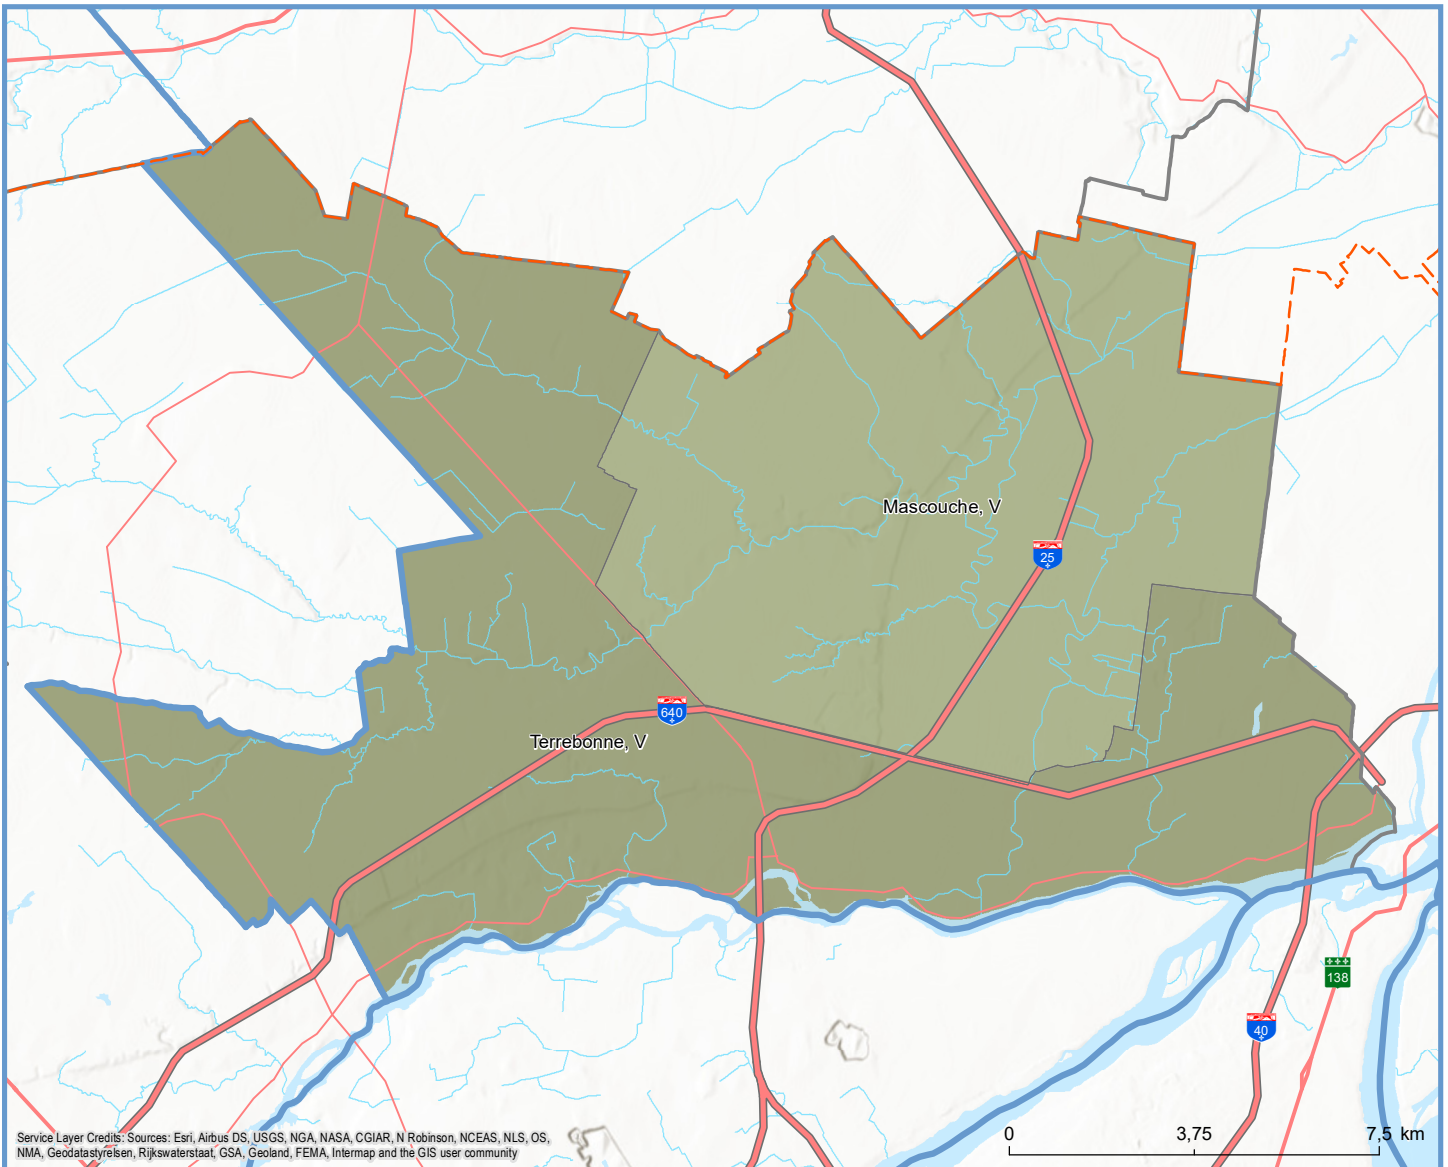 Mascouche, V
25
640
Terrebonne, V
138
40
0 3,75 7,5 km
Service Layer Credits: Sources: Esri, Airbus DS, USGS, NGA, NASA, CGIAR, N Robinson, NCEAS, NLS, OS,
NMA, Geodatastyrelsen, Rijkswaterstaat, GSA, Geoland, FEMA, Intermap and the GIS user community